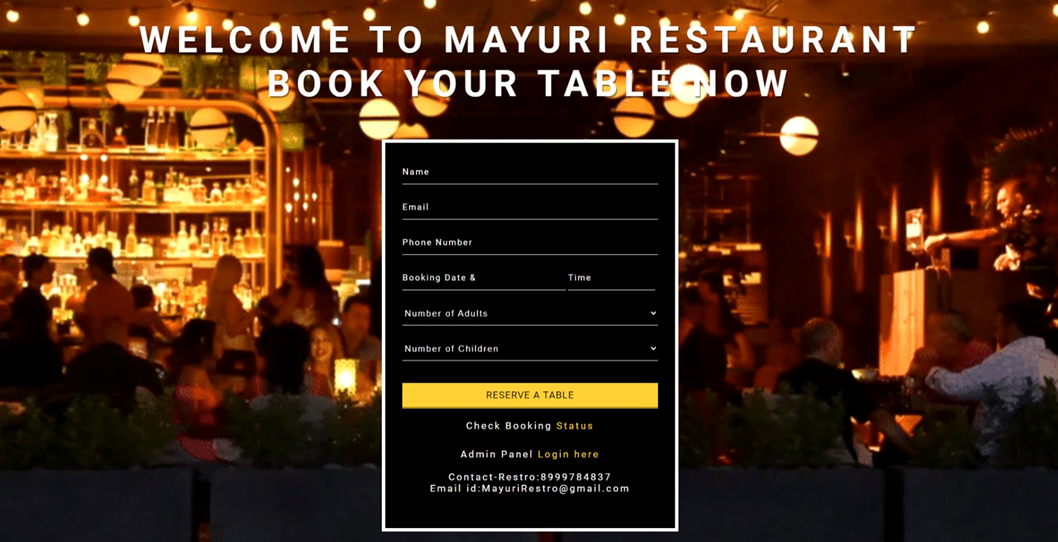 WELCOME TO MAYURI RESTAURANT
BOOK YOUR TABLE NOW
Name
Email
Phone Number
Booking Date & Time
Number of Adults
Number of Children
RESERVE A TABLE
Check Booking Status
Admin Panel Login here
Contact-Restro:8999784837
Email id:MayuriRestro@gmail.com